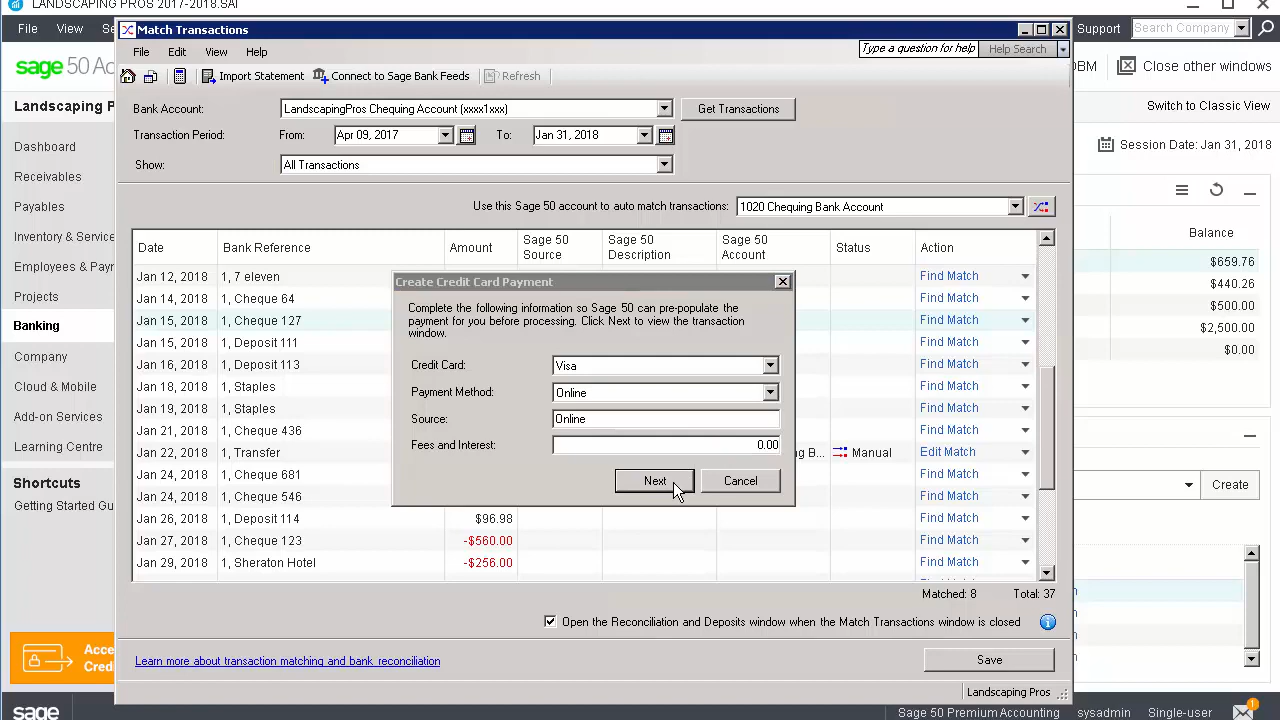 LANDSCAPING PROS 2017-2018.SAI
File View Support Search Company
sage 50 DBM Close other windows
Landscaping P Switch to Classic View
Dashboard
Receivables
Payables
Inventory & Service
Employees & Payr
Projects
Banking
Company
Cloud & Mobile
Add-on Services
Learning Centre
Shortcuts
Getting Started Gu
Match Transactions
File Edit View Help Type a question for help Help Search
Import Statement Connect to Sage Bank Feeds Refresh
Bank Account: LandscapingPros Chequing Account (xxxx1xxx) Get Transactions
Transaction Period: From: Apr 09, 2017 To: Jan 31, 2018
Show: All Transactions
Use this Sage 50 account to auto match transactions: 1020 Chequing Bank Account
Date Bank Reference Amount Sage 50 Source Sage 50 Description Sage 50 Account Status Action
Jan 12, 2018 1, 7 eleven Find Match
Jan 14, 2018 1, Cheque 64 Find Match
Jan 15, 2018 1, Cheque 127 Find Match
Jan 15, 2018 1, Deposit 111 Find Match
Jan 16, 2018 1, Deposit 113 Find Match
Jan 18, 2018 1, Staples Find Match
Jan 19, 2018 1, Staples Find Match
Jan 21, 2018 1, Cheque 436 Find Match
Jan 22, 2018 1, Transfer ng B... Manual Edit Match
Jan 24, 2018 1, Cheque 681 Find Match
Jan 24, 2018 1, Cheque 546 Find Match
Jan 26, 2018 1, Deposit 114 $96.98 Find Match
Jan 27, 2018 1, Cheque 123 -$560.00 Find Match
Jan 29, 2018 1, Sheraton Hotel -$256.00 Find Match
Matched: 8 Total: 37
Open the Reconciliation and Deposits window when the Match Transactions window is closed
Learn more about transaction matching and bank reconciliation Save
Landscaping Pros
Create Credit Card Payment
Complete the following information so Sage 50 can pre-populate the
payment for you before processing. Click Next to view the transaction
window.
Credit Card: Visa
Payment Method: Online
Source: Online
Fees and Interest: 0.00
Next Cancel
Session Date: Jan 31, 2018
Balance
$659.76
$440.26
$500.00
$2,500.00
$0.00
Create
Acce
Credi
sage Sage 50 Premium Accounting sysadmin Single-user 1